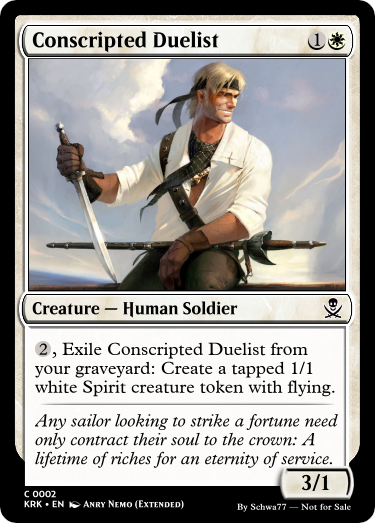 Conscripted Duelist 1
Creature — Human Soldier
2, Exile Conscripted Duelist from
your graveyard: Create a tapped 1/1
white Spirit creature token with flying.
Any sailor looking to strike a fortune need
only contract their soul to the crown: A
lifetime of riches for an eternity of service.
3/1
C 0002
KRK • EN Anry Nemo (Extended)
By Schwa77 — Not for Sale